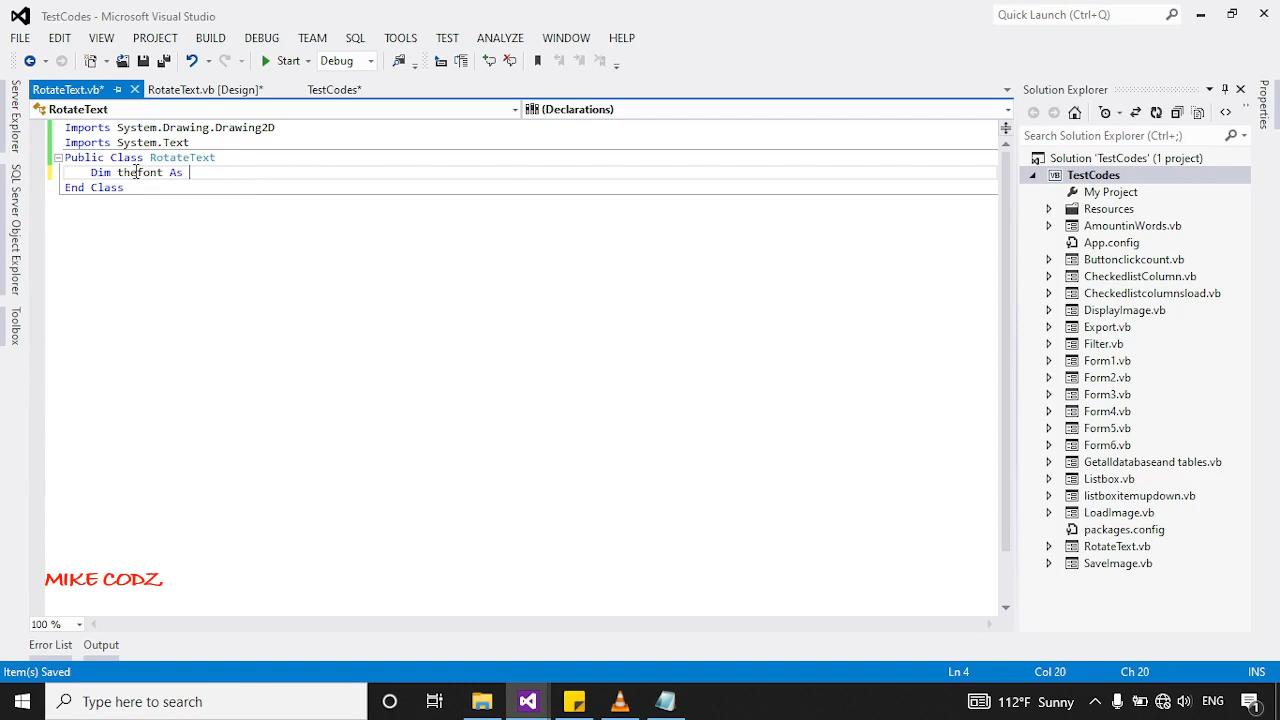 TestCodes - Microsoft Visual Studio
Quick Launch (Ctrl+Q)
FILE EDIT VIEW PROJECT BUILD DEBUG TEAM SQL TOOLS TEST ANALYZE WINDOW HELP
Start Debug
RotateText.vb* RotateText.vb [Design]* TestCodes*
RotateText (Declarations)
Imports System.Drawing.Drawing2D
Imports System.Text
Public Class RotateText
Dim thefont As
End Class
MIKE CODZ,
100 %
Error List Output
Server Explorer
SQL Server Object Explorer
Toolbox
Solution Explorer
Search Solution Explorer (Ctrl+;)
Solution 'TestCodes' (1 project)
TestCodes
My Project
Resources
AmountinWords.vb
App.config
Buttonclickcount.vb
CheckedlistColumn.vb
Checkedlistcolumnsload.vb
DisplayImage.vb
Export.vb
Filter.vb
Form1.vb
Form2.vb
Form3.vb
Form4.vb
Form5.vb
Form6.vb
Getalldatabaseand tables.vb
Listbox.vb
listboxitemupdown.vb
LoadImage.vb
packages.config
RotateText.vb
SaveImage.vb
Properties
Item(s) Saved Ln 4 Col 20 Ch 20 INS
Type here to search
112°F Sunny ENG